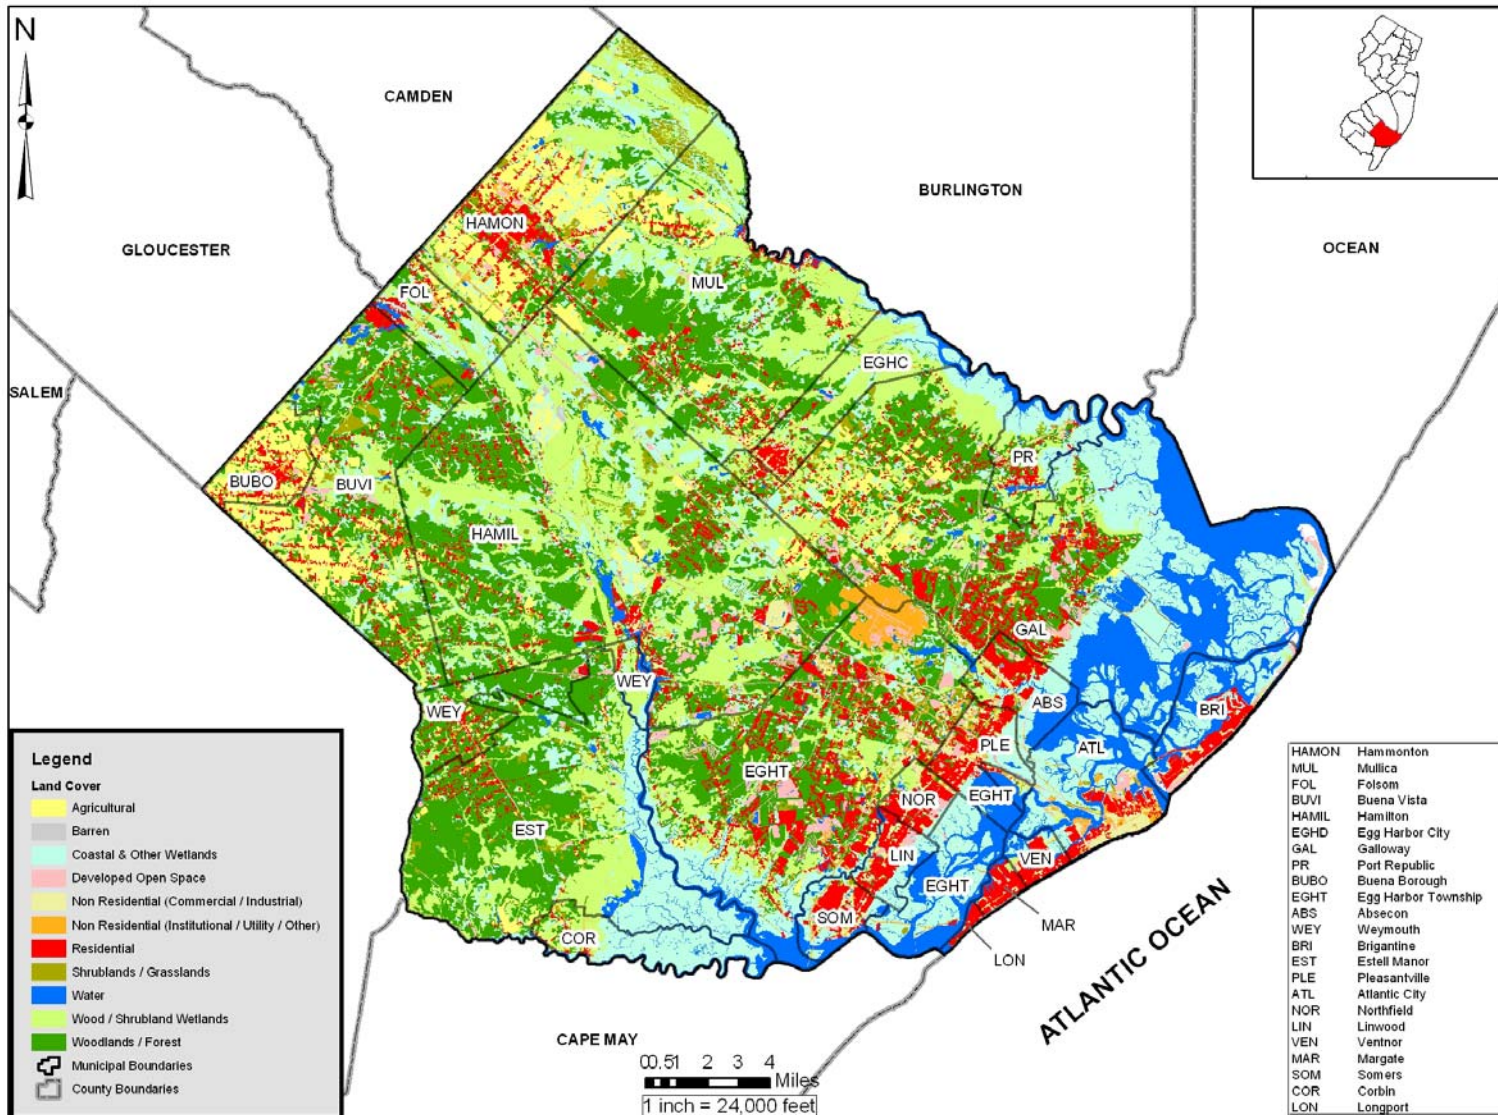 N
CAMDEN
BURLINGTON
GLOUCESTER
OCEAN
SALEM
HAMON
FOL
MUL
EGHC
PR
BUBO
BUVI
HAMIL
GAL
WEY
WEY
ABS
BRI
PLE
ATL
EGHT
NOR
EGHT
EST
LIN
VEN
EGHT
SOM
MAR
COR
LON
ATLANTIC OCEAN
CAPE MAY
Legend
Land Cover
Agricultural
Barren
Coastal & Other Wetlands
Developed Open Space
Non Residential (Commercial / Industrial)
Non Residential (Institutional / Utility / Other)
Residential
Shrublands / Grasslands
Water
Wood / Shrubland Wetlands
Woodlands / Forest
Municipal Boundaries
County Boundaries
0 0.5 1 2 3 4
Miles
1 inch = 24,000 feet
HAMON Hammonton
MUL Mullica
FOL Folsom
BUVI Buena Vista
HAMIL Hamilton
EGHD Egg Harbor City
GAL Galloway
PR Port Republic
BUBO Buena Borough
EGHT Egg Harbor Township
ABS Absecon
WEY Weymouth
BRI Brigantine
EST Estell Manor
PLE Pleasantville
ATL Atlantic City
NOR Northfield
LIN Linwood
VEN Ventnor
MAR Margate
SOM Somers
COR Corbin
LON Longport